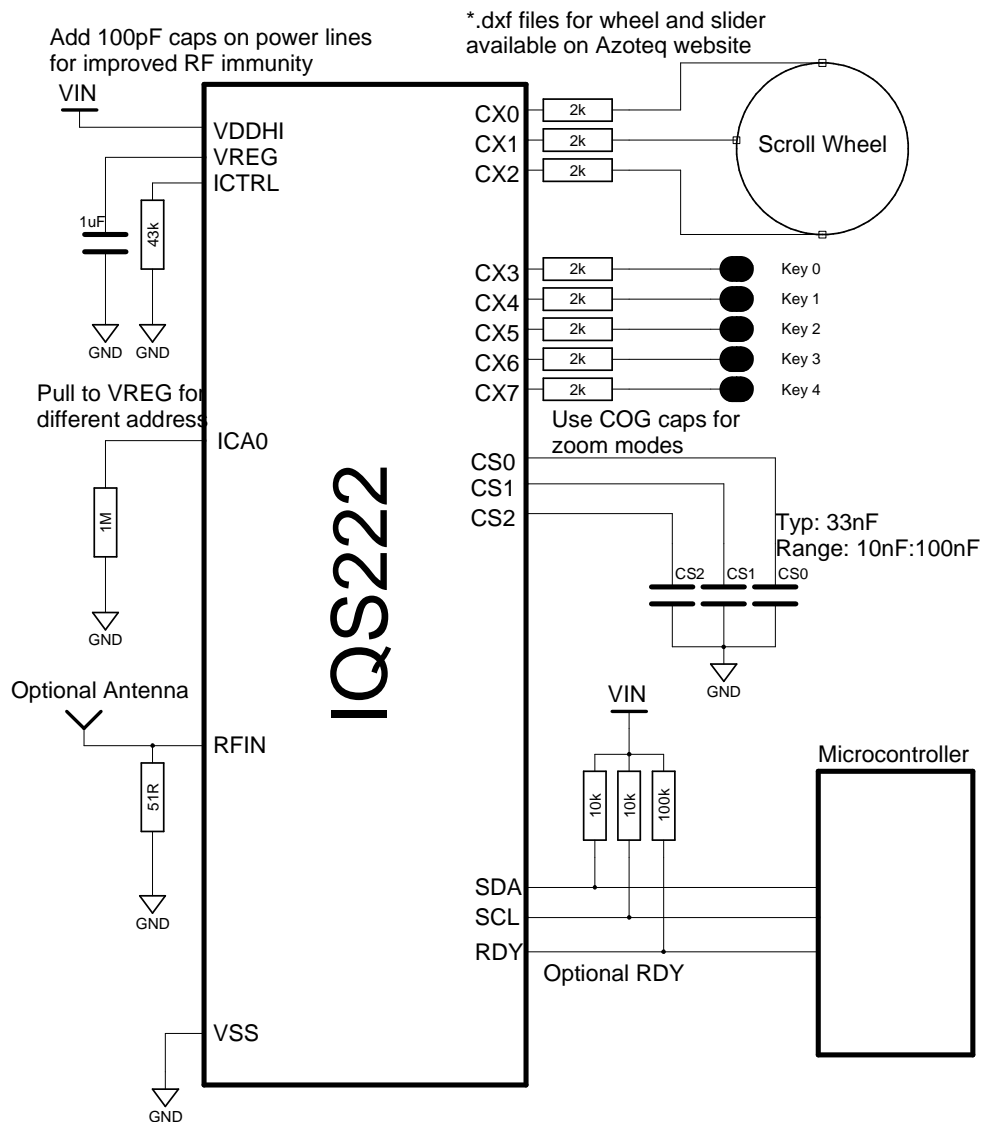 *.dxf files for wheel and slider
available on Azoteq website
Add 100pF caps on power lines
for improved RF immunity
VIN
VDDHI
VREG
ICTRL
1uF
43k
GND
GND
Pull to VREG for
different address
ICA0
1M
GND
Optional Antenna
RFIN
51R
GND
VSS
GND
IQS222
CX0
2k
CX1
2k
CX2
2k
Scroll Wheel
CX3
2k
Key 0
CX4
2k
Key 1
CX5
2k
Key 2
CX6
2k
Key 3
CX7
2k
Key 4
Use COG caps for
zoom modes
CS0
CS1
CS2
Typ: 33nF
Range: 10nF:100nF
CS2
CS1
CS0
GND
VIN
10k
10k
100k
Microcontroller
SDA
SCL
RDY
Optional RDY